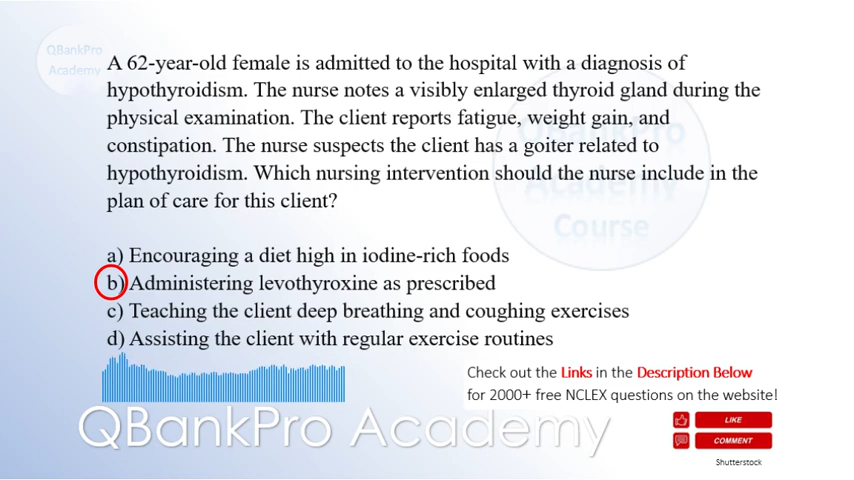 QBankPro
Academy
A 62-year-old female is admitted to the hospital with a diagnosis of
hypothyroidism. The nurse notes a visibly enlarged thyroid gland during the
physical examination. The client reports fatigue, weight gain, and
constipation. The nurse suspects the client has a goiter related to
hypothyroidism. Which nursing intervention should the nurse include in the
plan of care for this client?
QBankPro
Academy
Course
a) Encouraging a diet high in iodine-rich foods
b) Administering levothyroxine as prescribed
c) Teaching the client deep breathing and coughing exercises
d) Assisting the client with regular exercise routines
Check out the Links in the Description Below
for 2000+ free NCLEX questions on the website!
QBankPro Academy
LIKE
COMMENT
Shutterstock